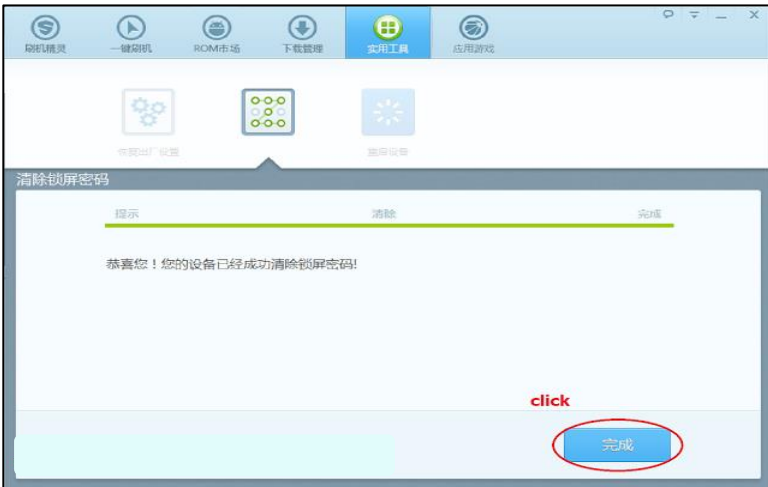 刷机精灵
一键刷机
ROM市场
下载管理
实用工具
应用游戏
恢复出厂设置
清除锁屏密码
提示 清除 完成
恭喜您！您的设备已经成功清除锁屏密码!
click
完成